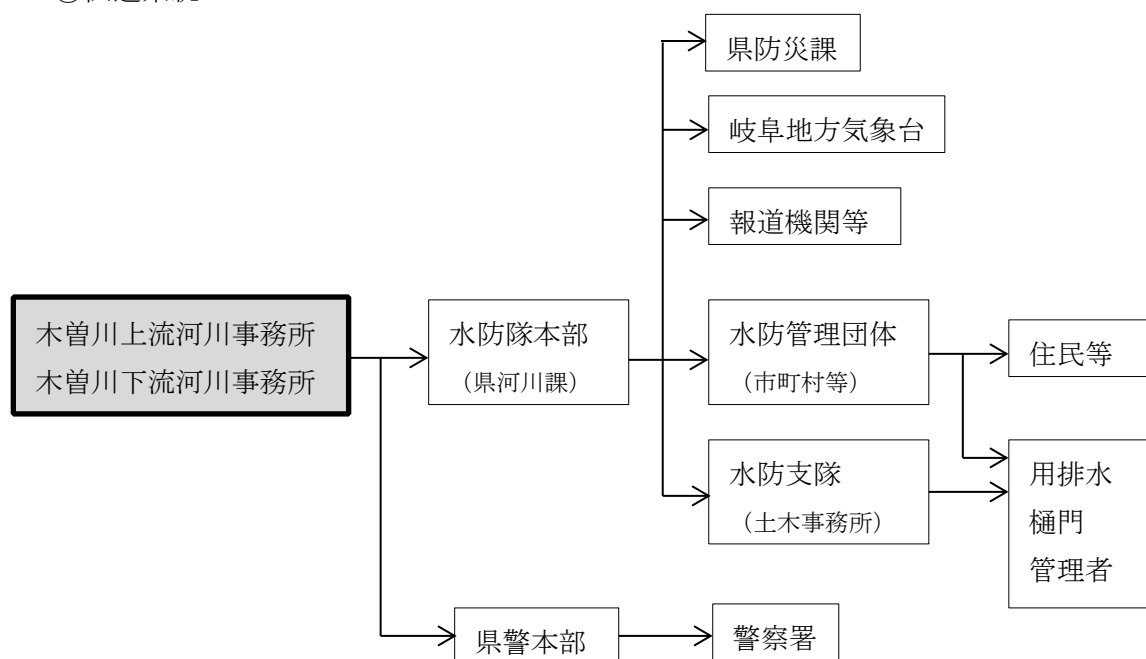 県防災課
岐阜地方気象台
報道機関等
木曽川上流河川事務所
木曽川下流河川事務所
水防隊本部
（県河川課）
水防管理団体
（市町村等）
住民等
水防支隊
（土木事務所）
用排水
樋門
管理者
県警本部
警察署